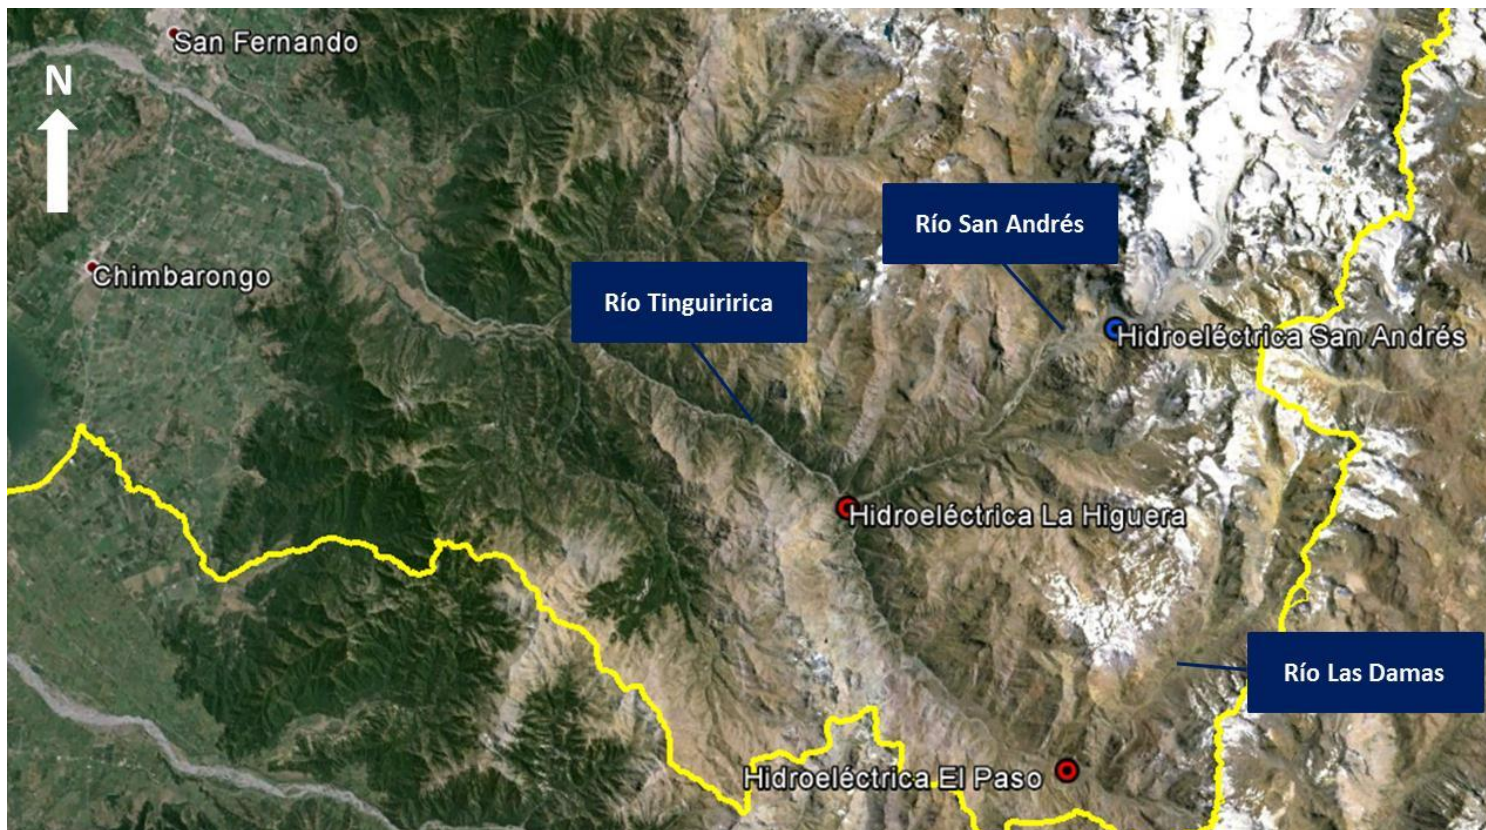 San Fernando
N
Río San Andrés
Chimbarongo
Río Tinguiririca
Hidroeléctrica San Andrés
Hidroeléctrica La Higuera
Río Las Damas
Hidroeléctrica El Paso